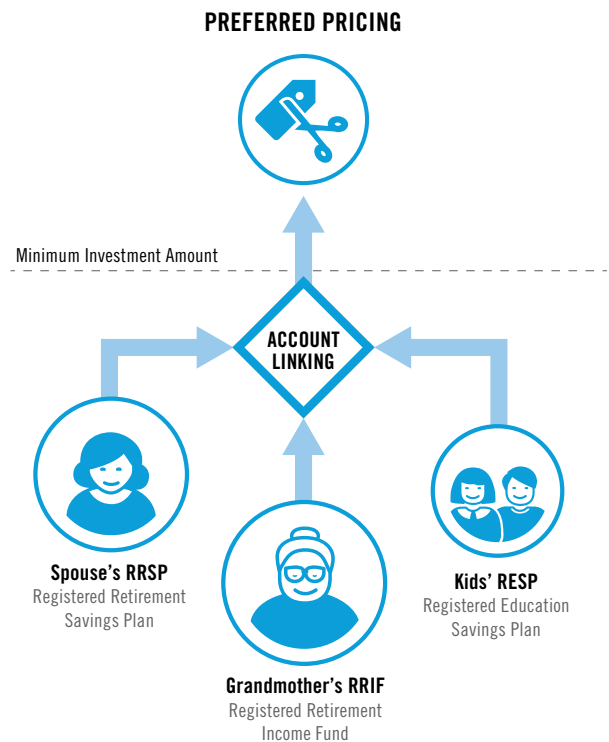 PREFERRED PRICING
Minimum Investment Amount
ACCOUNT
LINKING
Spouse’s RRSP
Registered Retirement
Savings Plan
Grandmother’s RRIF
Registered Retirement
Income Fund
Kids’ RESP
Registered Education
Savings Plan